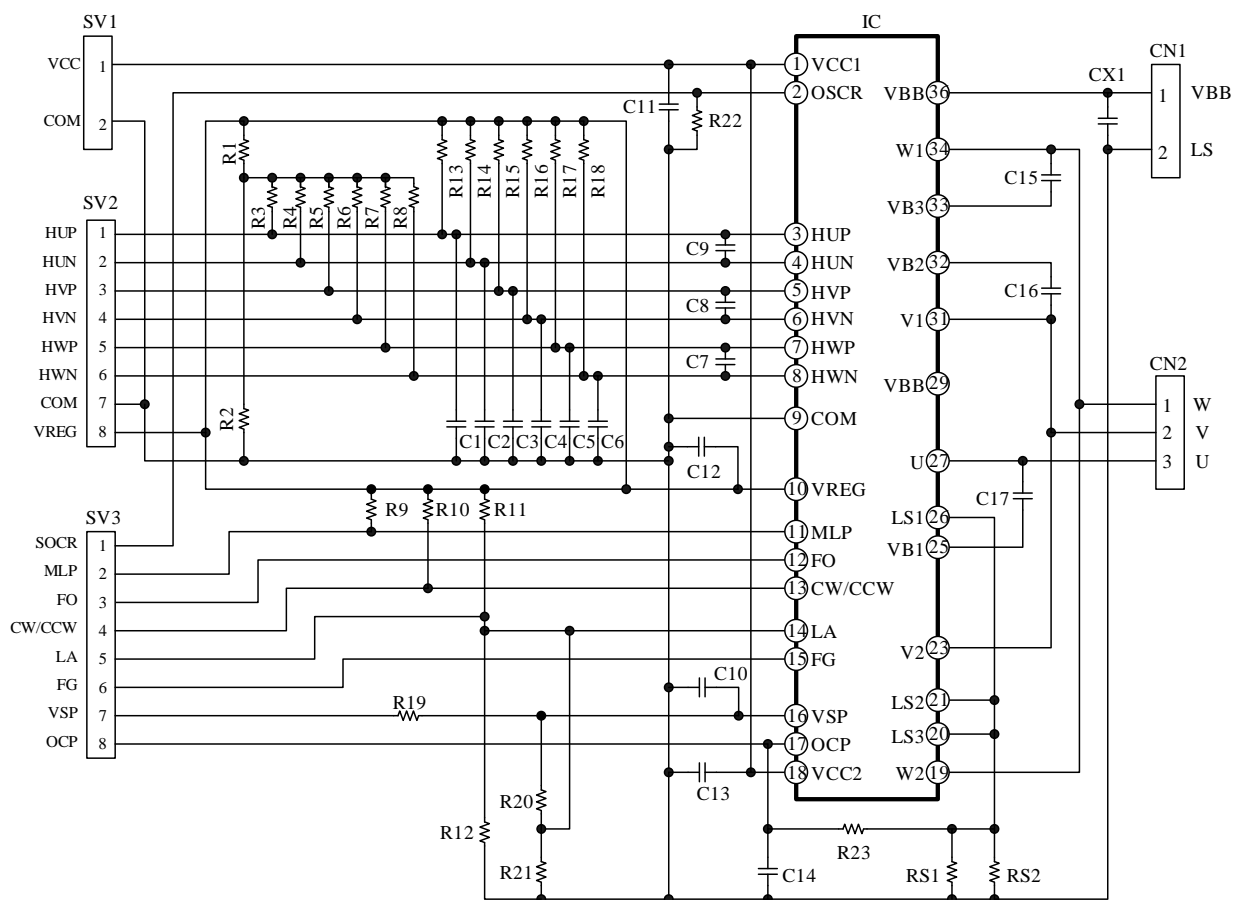 SV1
VCC 1
COM 2
SV2
HUP 1
HUN 2
HVP 3
HVN 4
HWP 5
HWN 6
COM 7
VREG 8
SV3
SOCR 1
MLP 2
FO 3
CW/CCW 4
LA 5
FG 6
VSP 7
OCP 8
R1
R3
R4
R5
R6
R7
R8
R13
R14
R15
R16
R17
R18
C11
R22
C9
C8
C7
R2
C1
C2
C3
C4
C5
C6
C12
R9
R10
R11
C10
R19
C13
R20
R12
R21
C14
R23
RS1
RS2
IC
1 VCC1
2 OSCR
3 HUP
4 HUN
5 HVP
6 HVN
7 HWP
8 HWN
9 COM
10 VREG
11 MLP
12 FO
13 CW/CCW
14 LA
15 FG
16 VSP
17 OCP
18 VCC2
VBB 36
W1 34
VB3 33
VB2 32
V1 31
VBB 29
U 27
LS1 26
VB1 25
V2 23
LS2 21
LS3 20
W2 19
CX1
C15
C16
C17
CN1
1 VBB
2 LS
CN2
1 W
2 V
3 U